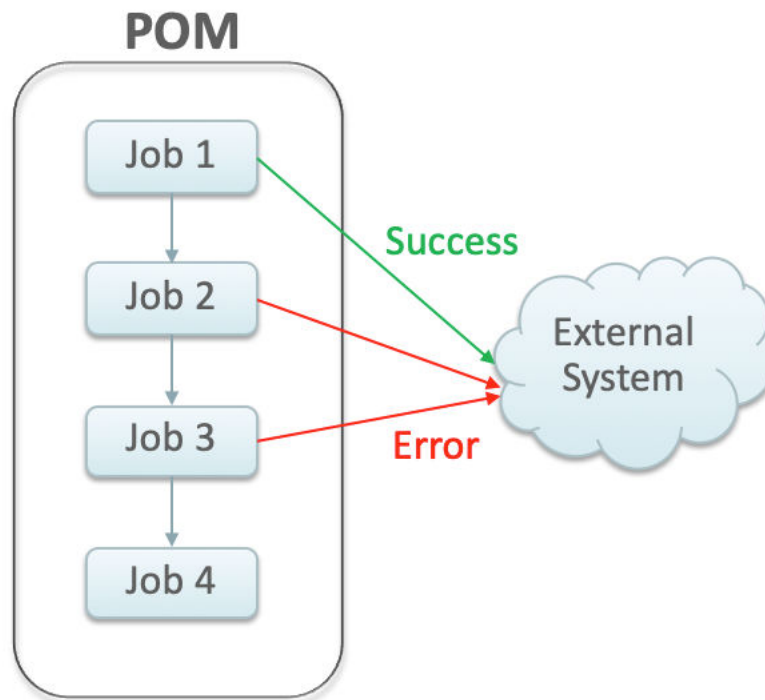 POM
Job 1
Success
Job 2
External
System
Job 3
Error
Job 4